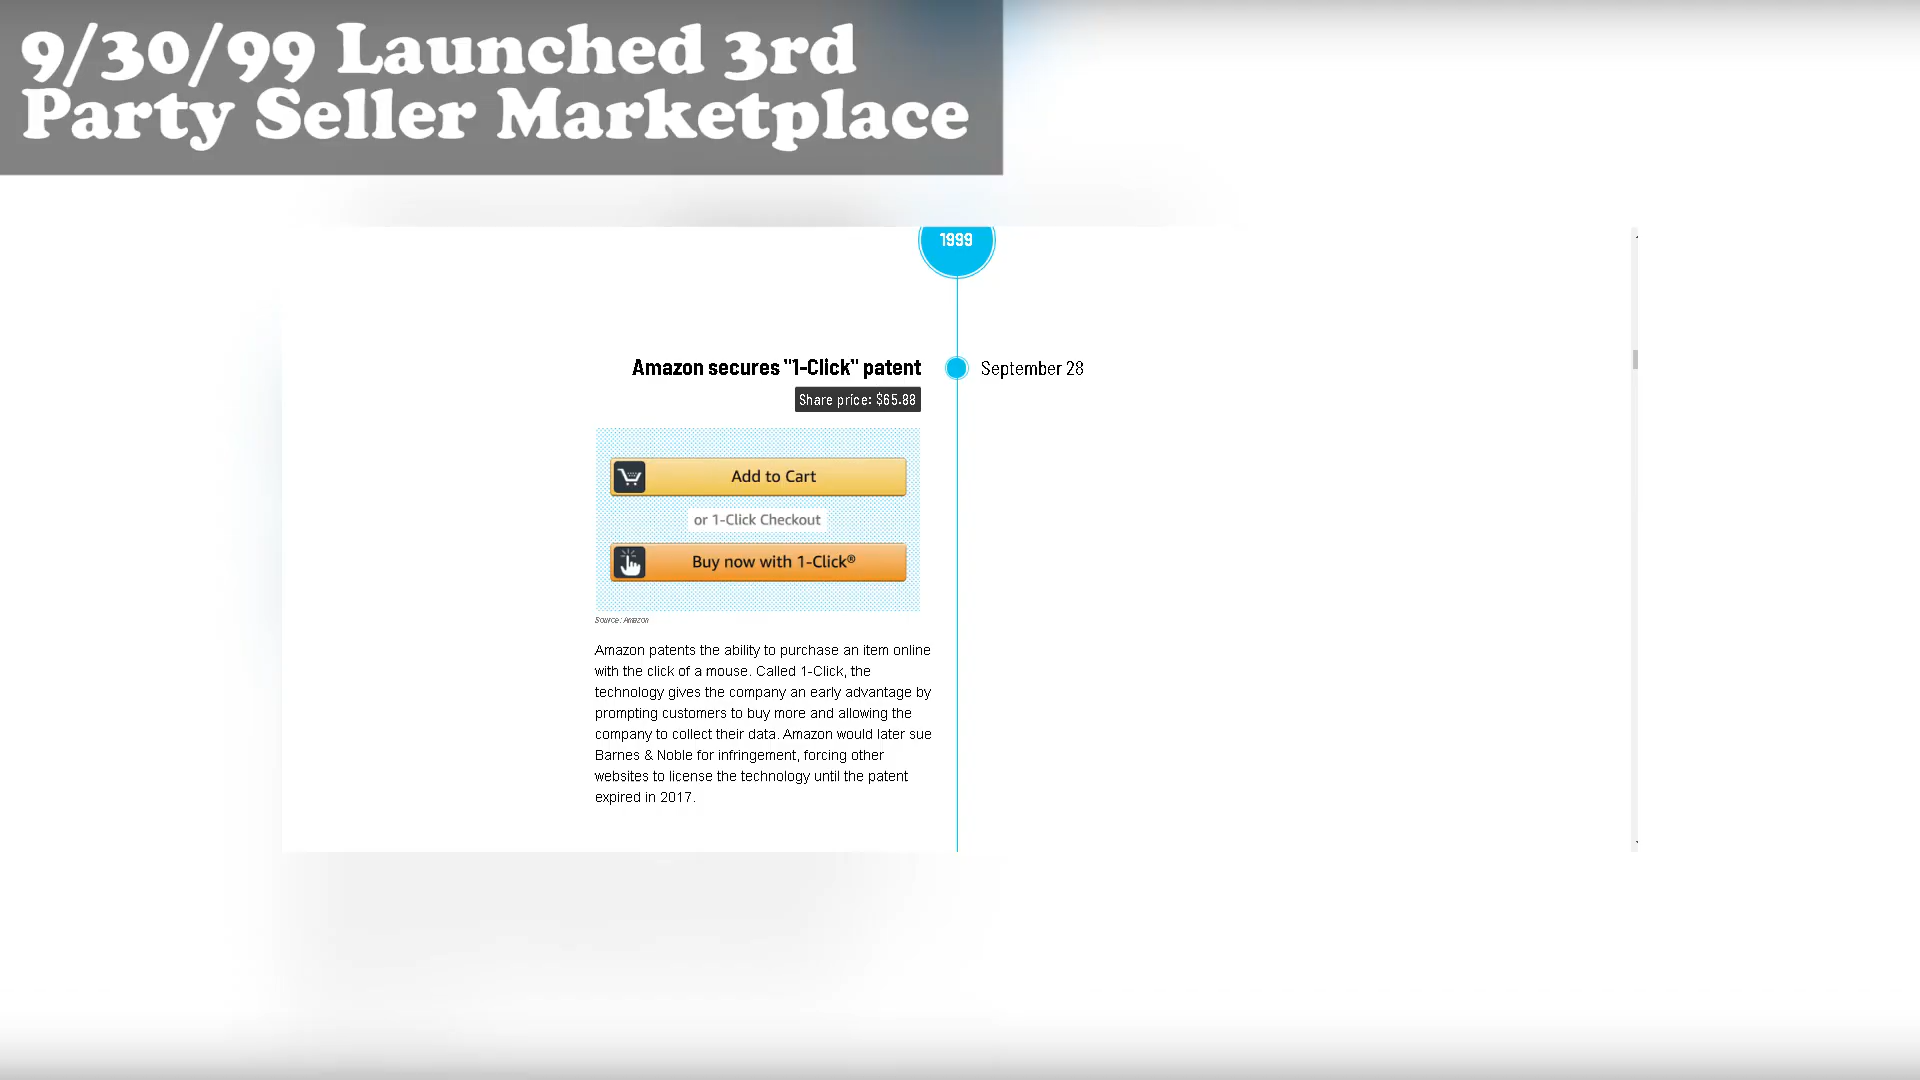 9/30/99 Launched 3rd
Party Seller Marketplace
1999
Amazon secures "1-Click" patent
September 28
Share price: $65.88
Add to Cart
or 1-Click Checkout
Buy now with 1-Click®
Source: Amazon
Amazon patents the ability to purchase an item online
with the click of a mouse. Called 1-Click, the
technology gives the company an early advantage by
prompting customers to buy more and allowing the
company to collect their data. Amazon would later sue
Barnes & Noble for infringement, forcing other
websites to license the technology until the patent
expired in 2017.